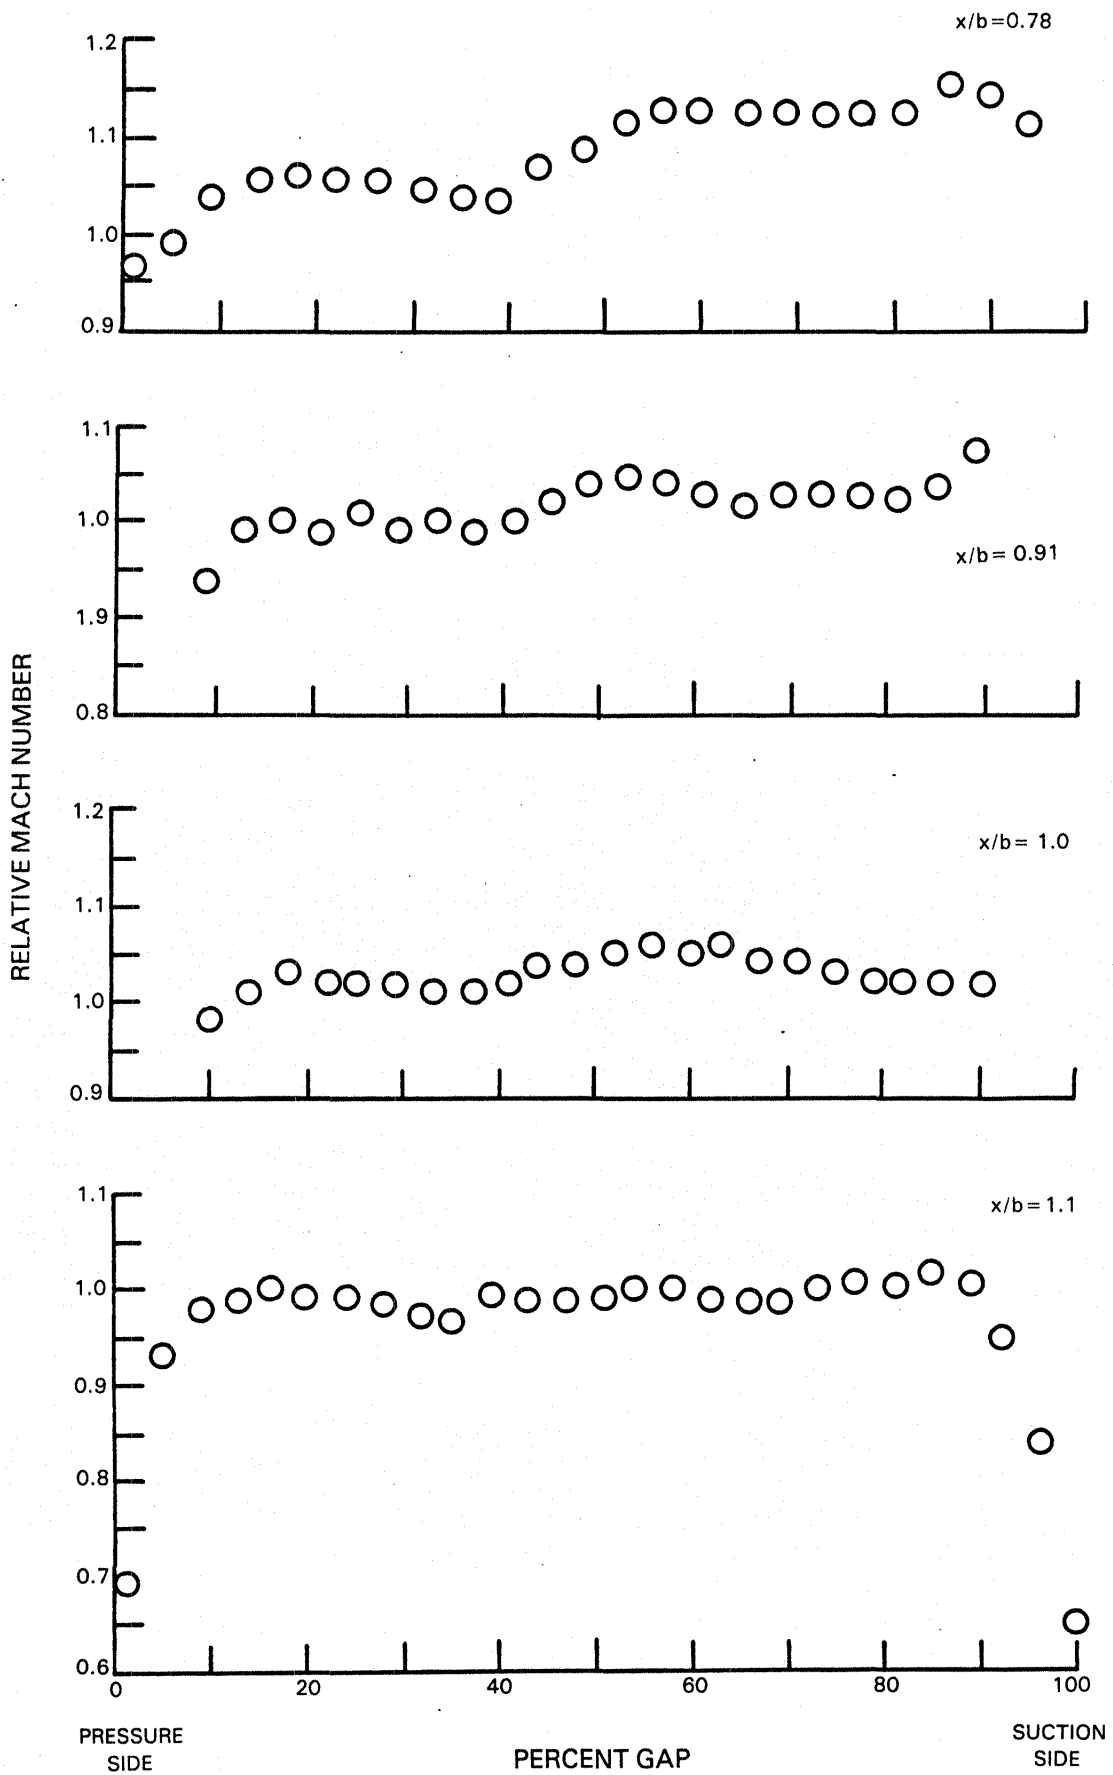 x/b=0.78
1.2
1.1
1.0
0.9
1.1
1.0
x/b= 0.91
1.9
0.8
RELATIVE MACH NUMBER
1.2
x/b= 1.0
1.1
1.0
0.9
1.1
x/b= 1.1
1.0
0.9
0.8
0.7
0.6
0 20 40 60 80 100
PRESSURE SIDE
PERCENT GAP
SUCTION SIDE